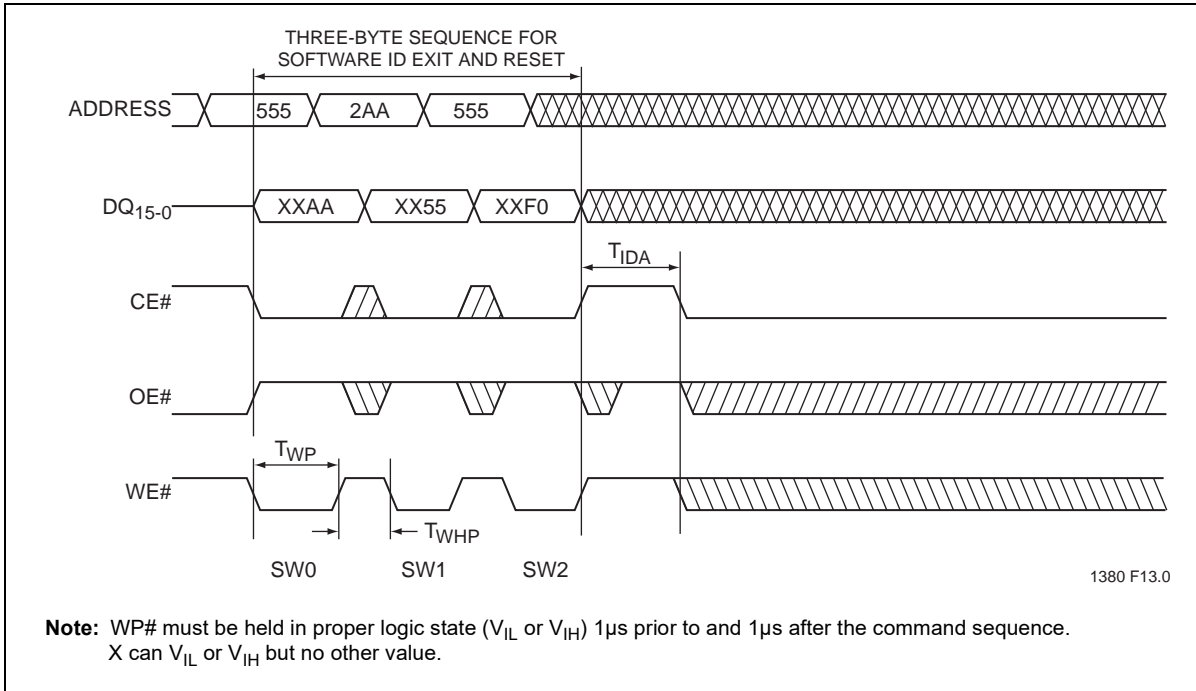 THREE-BYTE SEQUENCE FOR
SOFTWARE ID EXIT AND RESET
ADDRESS 555 2AA 555
DQ15-0 XXAA XX55 XXF0
TIDA
CE#
OE#
TWP
WE#
TWHP
SW0 SW1 SW2
1380 F13.0
Note: WP# must be held in proper logic state (VIL or VIH) 1µs prior to and 1µs after the command sequence.
X can VIL or VIH but no other value.